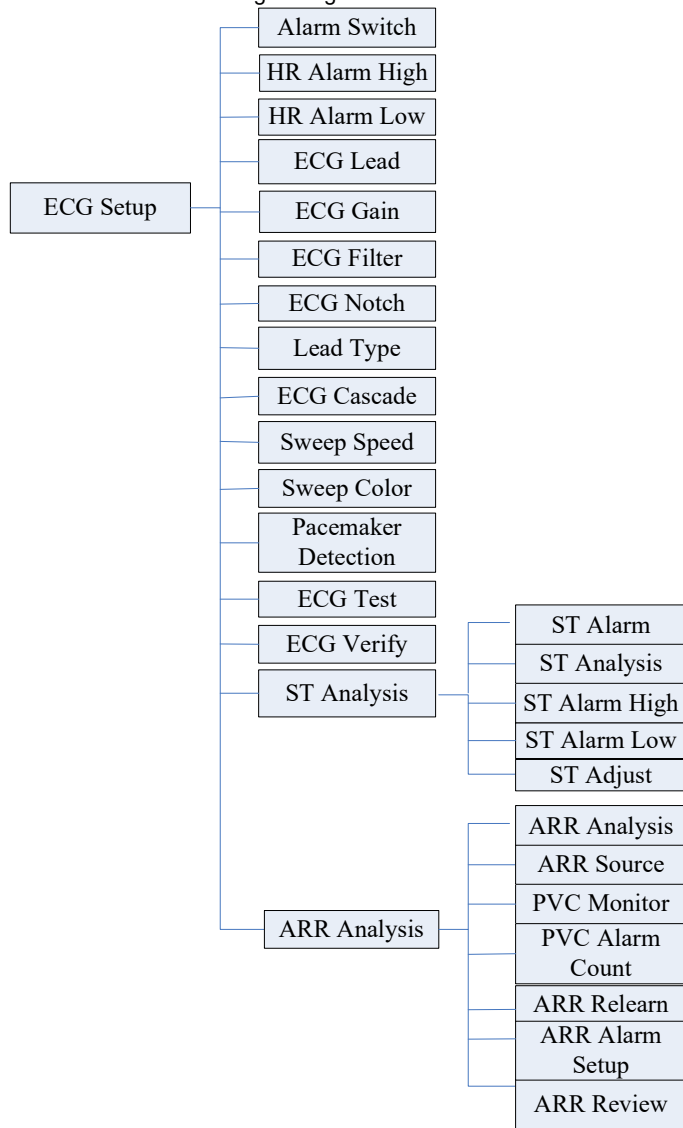 Alarm Switch
HR Alarm High
HR Alarm Low
ECG Lead
ECG Setup
ECG Gain
ECG Filter
ECG Notch
Lead Type
ECG Cascade
Sweep Speed
Sweep Color
Pacemaker
Detection
ECG Test
ECG Verify
ST Analysis
ST Alarm
ST Analysis
ST Alarm High
ST Alarm Low
ST Adjust
ARR Analysis
ARR Analysis
ARR Source
PVC Monitor
PVC Alarm
Count
ARR Relearn
ARR Alarm
Setup
ARR Review